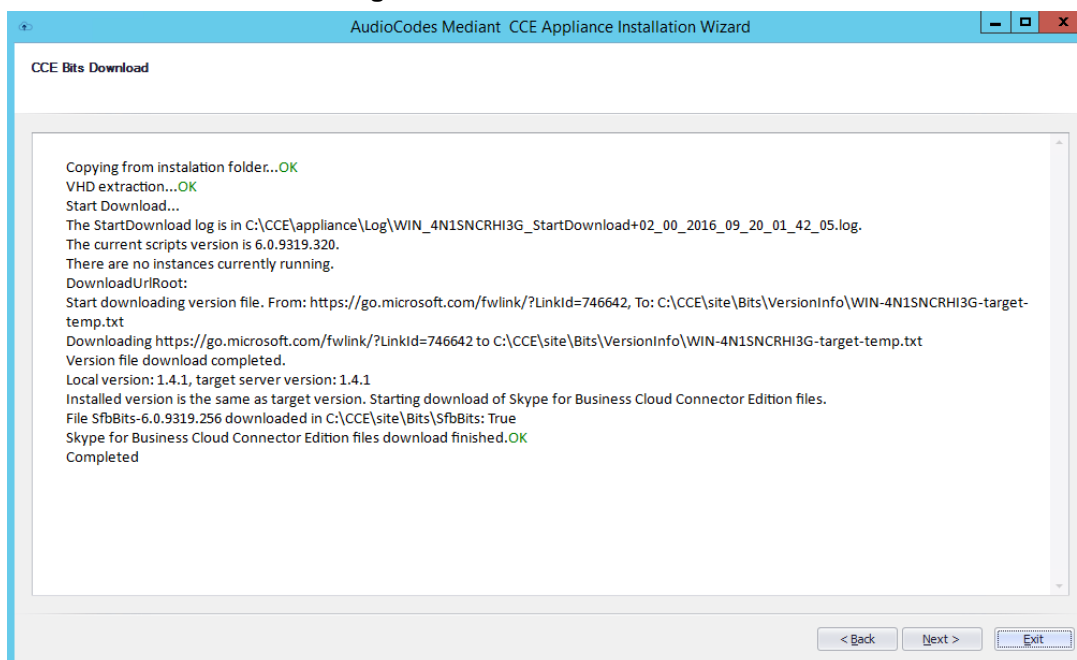 AudioCodes Mediant CCE Appliance Installation Wizard
CCE Bits Download
Copying from instalation folder...OK
VHD extraction...OK
Start Download...
The StartDownload log is in C:\CCE\appliance\Log\WIN_4N1SNCRHI3G_StartDownload+02_00_2016_09_20_01_42_05.log.
The current scripts version is 6.0.9319.320.
There are no instances currently running.
DownloadUrlRoot:
Start downloading version file. From: https://go.microsoft.com/fwlink/?LinkId=746642, To: C:\CCE\site\Bits\VersionInfo\WIN-4N1SNCRHI3G-target-
temp.txt
Downloading https://go.microsoft.com/fwlink/?LinkId=746642 to C:\CCE\site\Bits\VersionInfo\WIN-4N1SNCRHI3G-target-temp.txt
Version file download completed.
Local version: 1.4.1, target server version: 1.4.1
Installed version is the same as target version. Starting download of Skype for Business Cloud Connector Edition files.
File SfbBits-6.0.9319.256 downloaded in C:\CCE\site\Bits\SfbBits: True
Skype for Business Cloud Connector Edition files download finished.OK
Completed
< Back Next > Exit